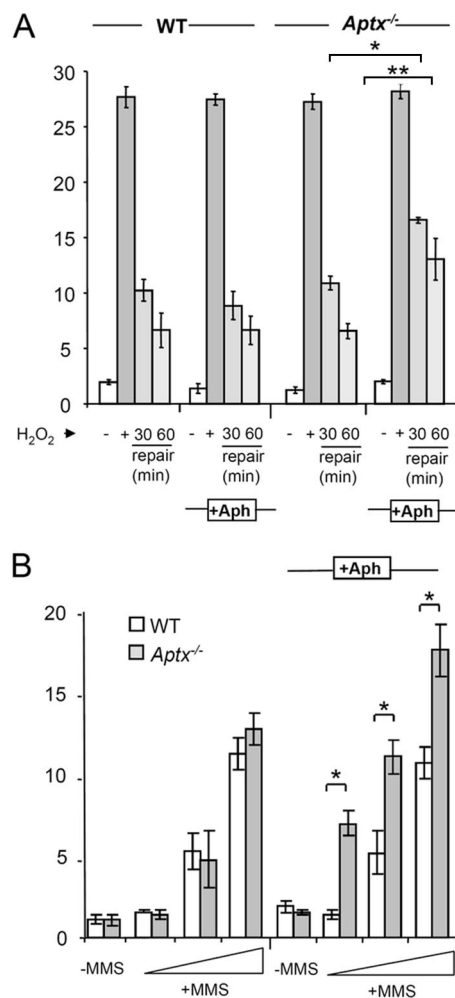 A
WT Aptx-/-
*
**
30
25
20
15
10
5
0
H2O2 - + 30 60 - + 30 60 - + 30 60 - + 30 60
repair repair repair repair
(min) (min) (min) (min)
+Aph +Aph
B
+Aph
20
WT
Aptx-/-
*
*
*
15
10
5
0
-MMS +MMS -MMS +MMS